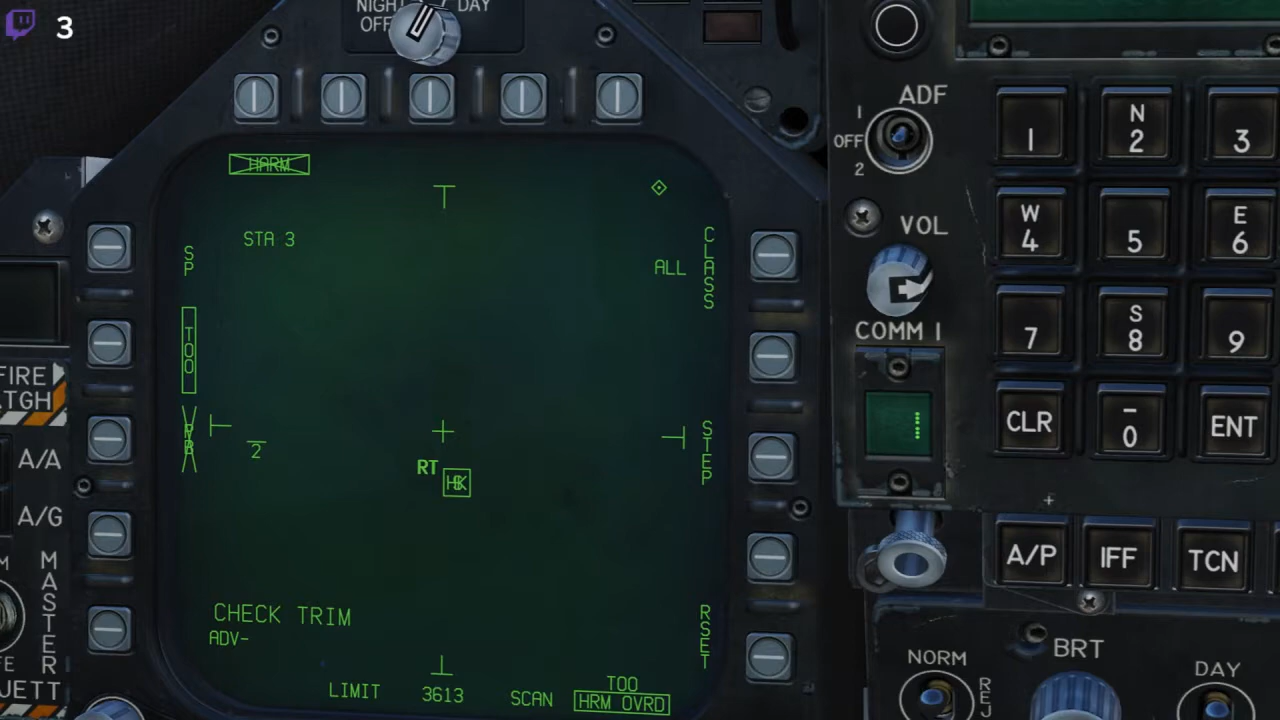 3
NIGHT DAY
OFF
HARM
STA 3
SP
TOO
2
RT
HK
CLASS
ALL
STEP
RSET
CHECK TRIM
ADV-
LIMIT
3613
SCAN
TOO
HRM OVRD
FIRE
A/A
A/G
MASTER
JETT
ADF
1
OFF
2
VOL
COMM 1
1
N
2
3
W
4
5
E
6
7
S
8
9
CLR
–
0
ENT
A/P
IFF
TCN
NORM
REJ
BRT
DAY